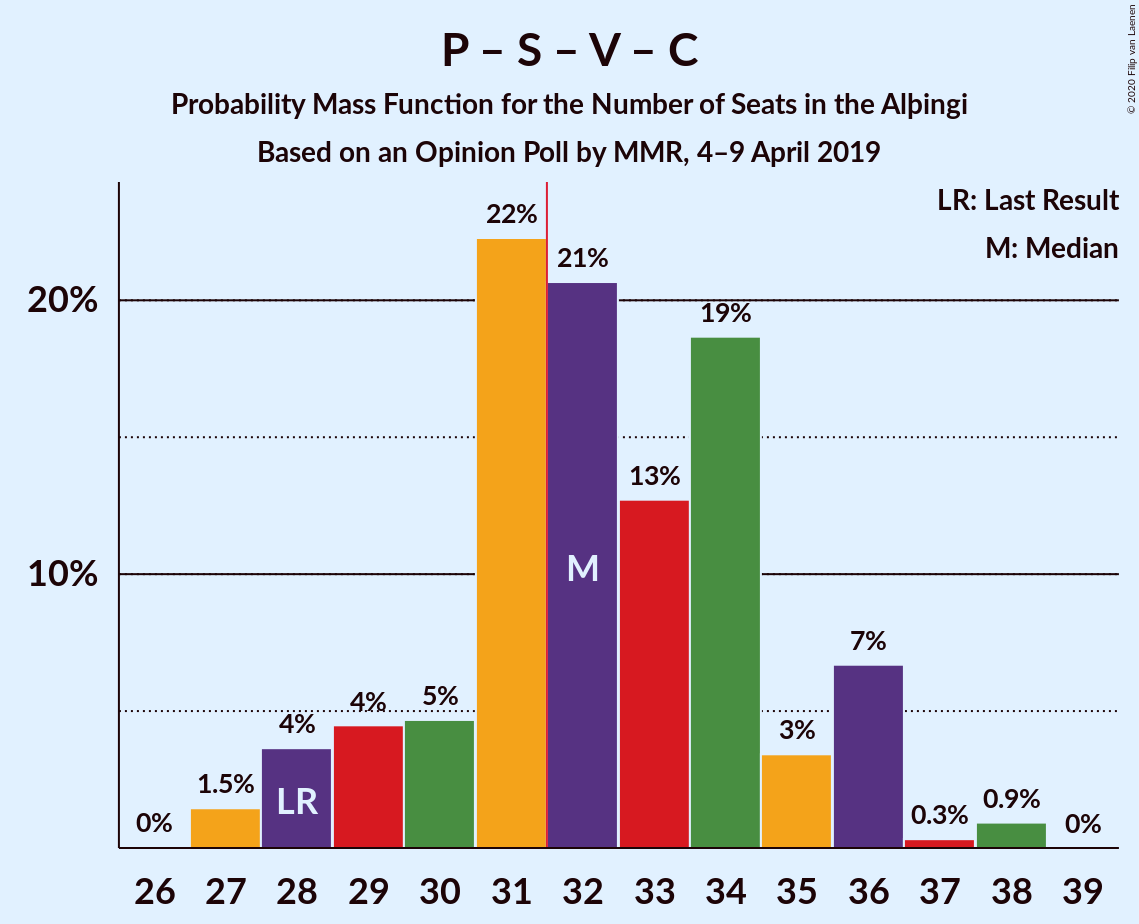 P – S – V – C
Probability Mass Function for the Number of Seats in the Alþingi
Based on an Opinion Poll by MMR, 4–9 April 2019
© 2020 Filip van Laenen
LR: Last Result
M: Median
20%
10%
0%
1.5%
4%
4%
5%
22%
21%
13%
19%
3%
7%
0.3%
0.9%
0%
LR
M
26 27 28 29 30 31 32 33 34 35 36 37 38 39